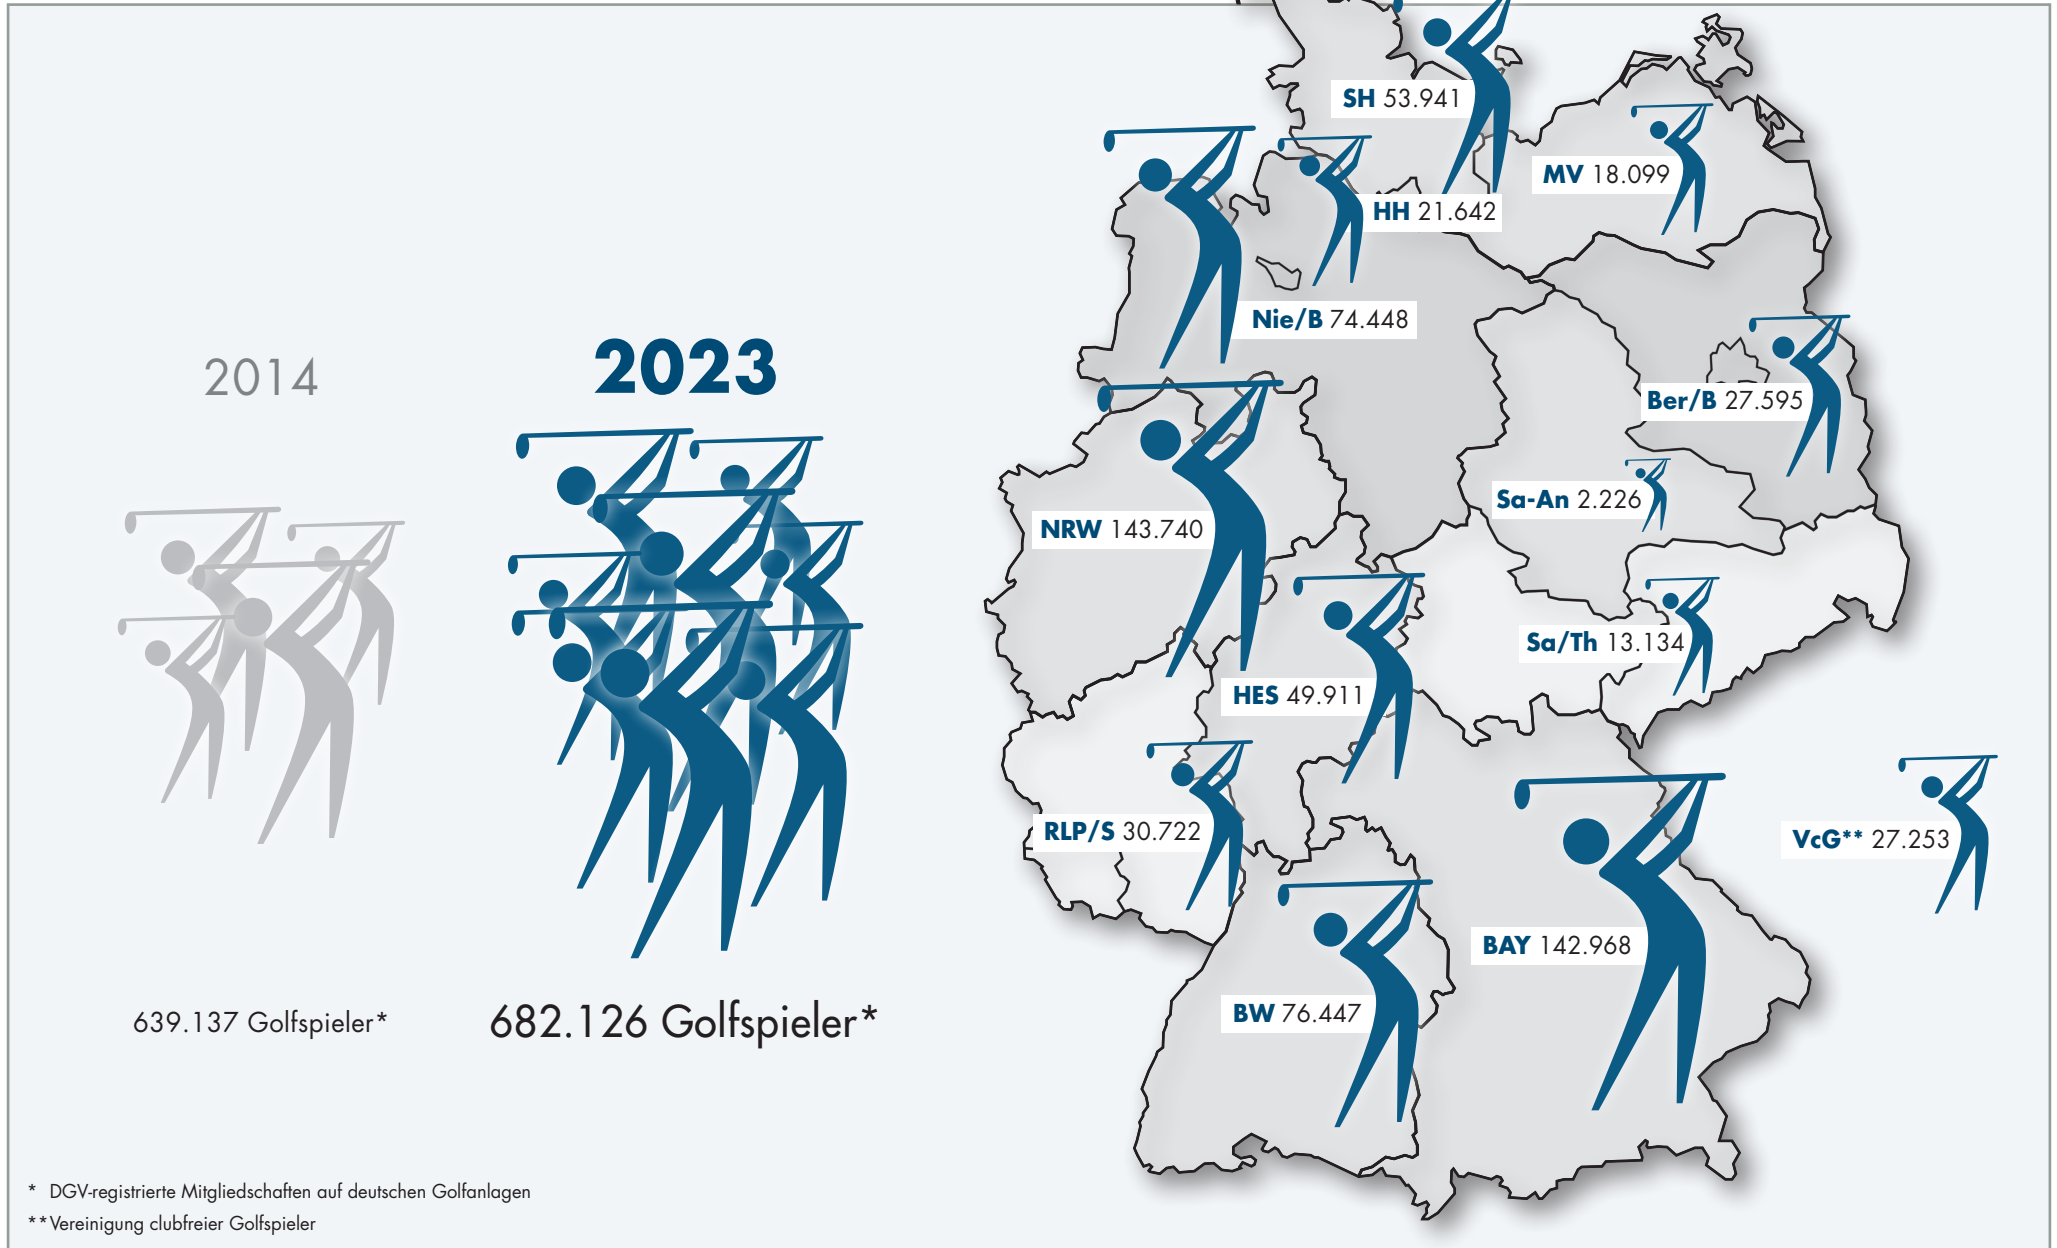 SH 53.941
MV 18.099
HH 21.642
Nie/B 74.448
2014
2023
Ber/B 27.595
Sa-An 2.226
NRW 143.740
Sa/Th 13.134
HES 49.911
RLP/S 30.722
VcG** 27.253
BAY 142.968
BW 76.447
639.137 Golfspieler*
682.126 Golfspieler*
* DGV-registrierte Mitgliedschaften auf deutschen Golfanlagen
**Vereinigung clubfreier Golfspieler